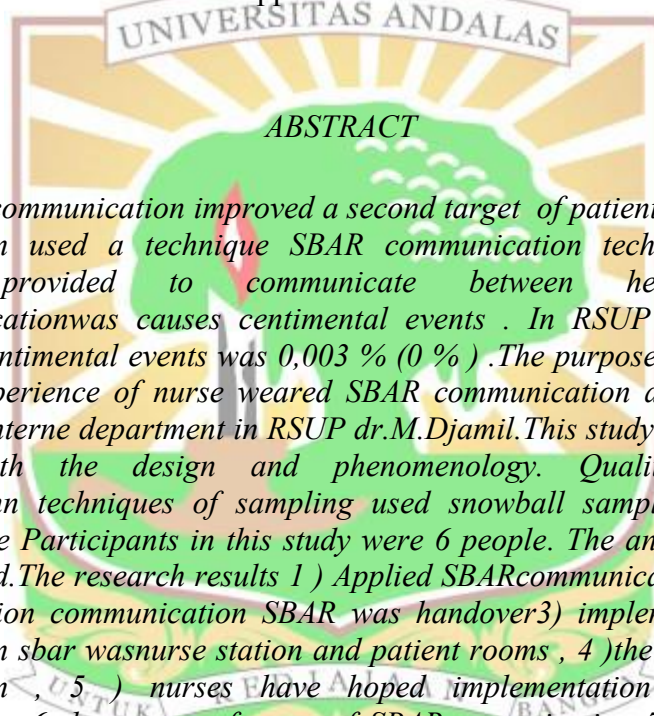 UNIVERSITAS ANDALAS
ABSTRACT
communication improved a second target of patient
used a technique SBAR communication tech
provided to communicate between he
cationwas causes centimental events . In RSUP
ntimental events was 0,003 % (0 % ) .The purpose
perience of nurse weared SBAR communication a
nterne department in RSUP dr.M.Djamil.This study
th the design and phenomenology. Quali
n techniques of sampling used snowball sampl
e Participants in this study were 6 people. The an
d.The research results 1 ) Applied SBARcommunica
ion communication SBAR was handover3) implem
n sbar wasnurse station and patient rooms , 4 )the
n , 5 ) nurses have hoped implementation
UNTUK KEDJAJAAN BANGSA